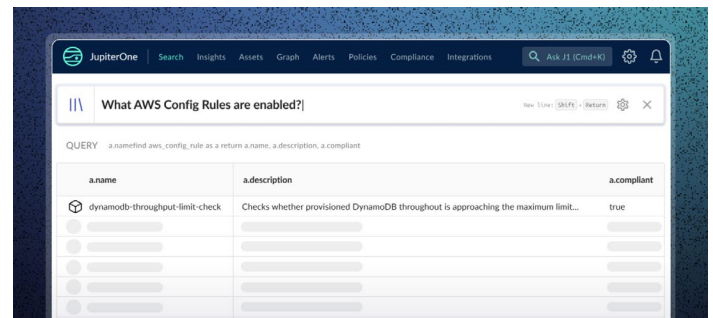 JupiterOne Search Insights Assets Graph Alerts Policies Compliance Integrations Ask J1 (Cmd+K)
What AWS Config Rules are enabled? New line: Shift + Return
QUERY a.namefind aws_config_rule as a return a.name, a.description, a.compliant
a.name a.description a.compliant
dynamodb-throughput-limit-check Checks whether provisioned DynamoDB throughout is approaching the maximum limit... true